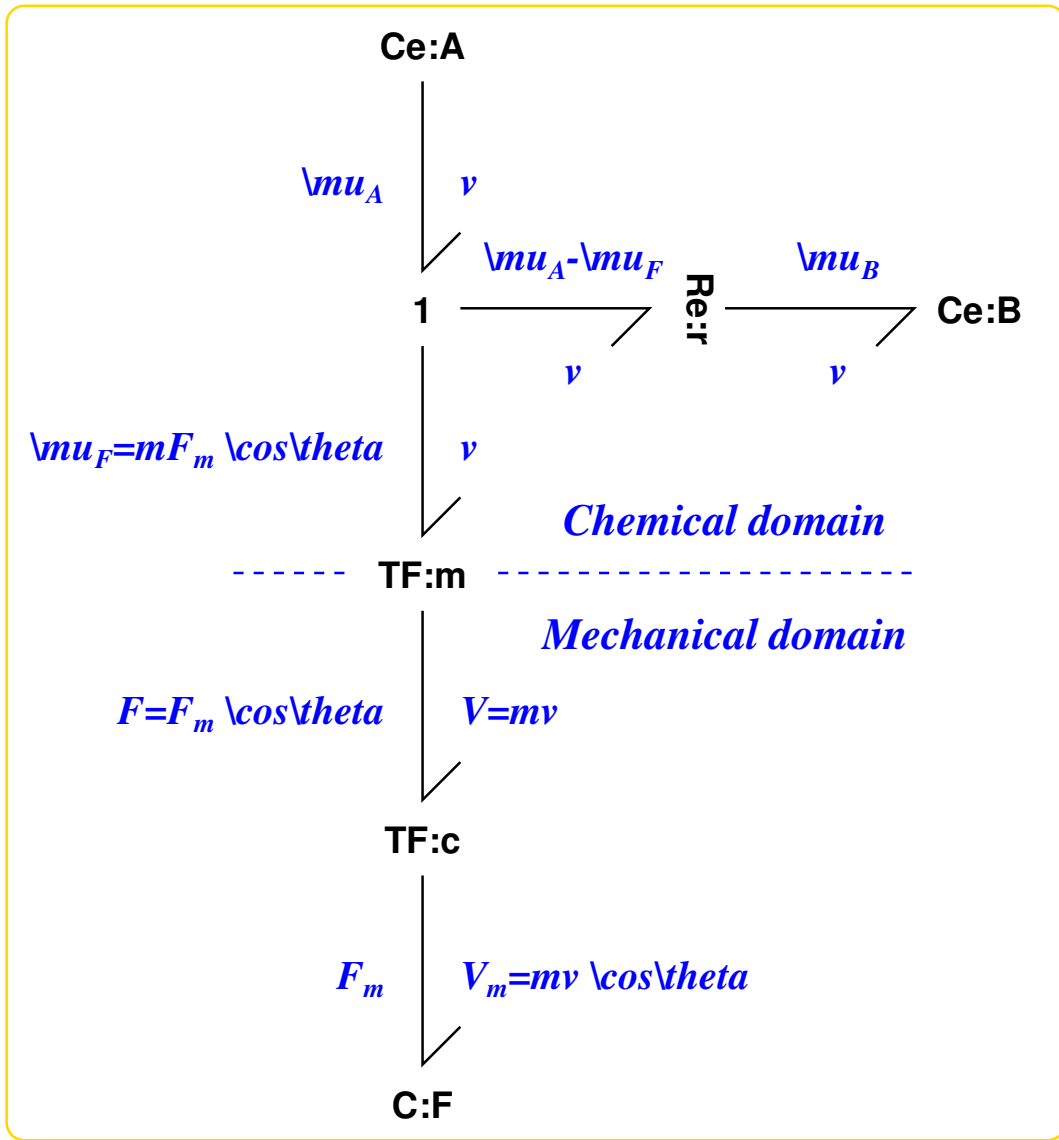 Ce:A
\mu_A v
\mu_A-\mu_F \mu_B
1 Re:r Ce:B
v v
\mu_F=mF_m \cos\theta v
Chemical domain
TF:m
Mechanical domain
F=F_m \cos\theta V=mv
TF:c
F_m V_m=mv \cos\theta
C:F